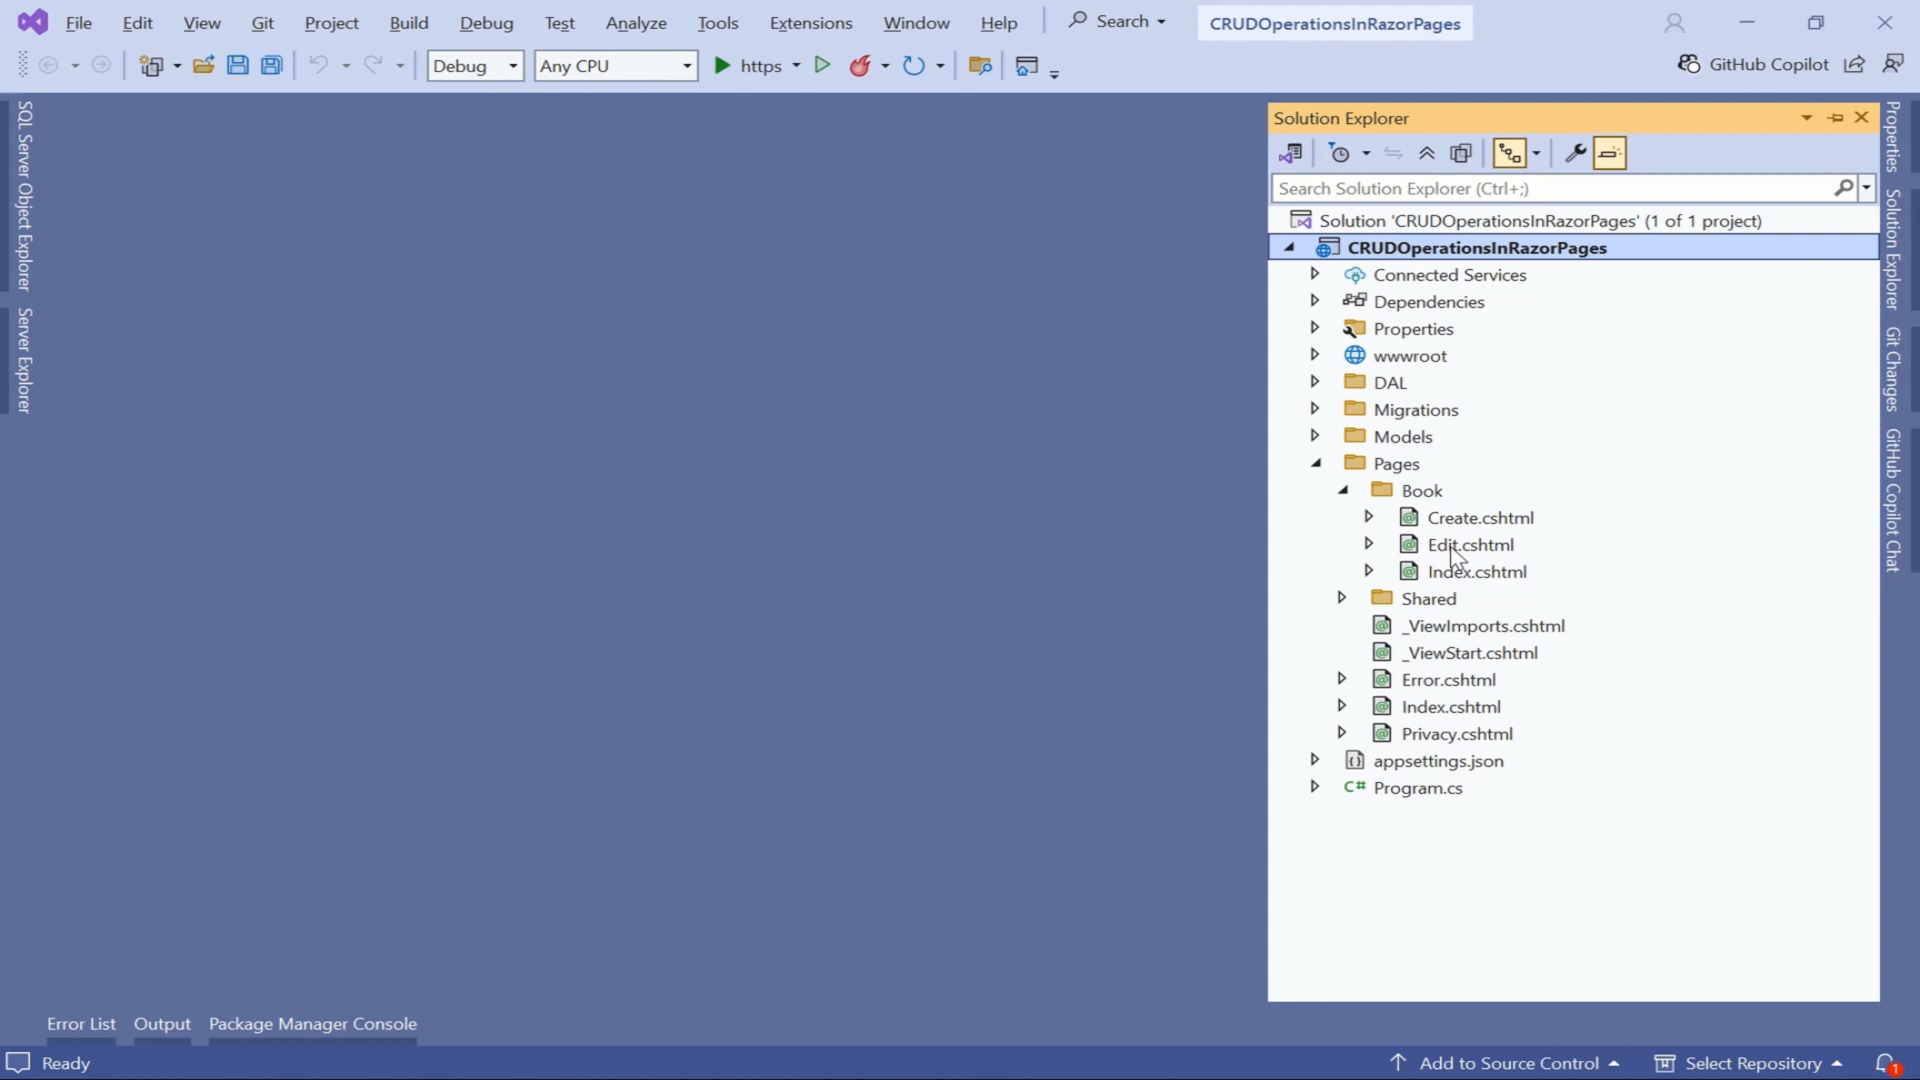 File Edit View Git Project Build Debug Test Analyze Tools Extensions Window Help Search CRUDOperationsInRazorPages
Debug Any CPU https GitHub Copilot
SQL Server Object Explorer
Server Explorer
Solution Explorer
Search Solution Explorer (Ctrl+;)
Solution 'CRUDOperationsInRazorPages' (1 of 1 project)
CRUDOperationsInRazorPages
Connected Services
Dependencies
Properties
wwwroot
DAL
Migrations
Models
Pages
Book
Create.cshtml
Edit.cshtml
Index.cshtml
Shared
_ViewImports.cshtml
_ViewStart.cshtml
Error.cshtml
Index.cshtml
Privacy.cshtml
appsettings.json
C# Program.cs
Properties
Solution Explorer
Git Changes
GitHub Copilot Chat
Error List Output Package Manager Console
Ready Add to Source Control Select Repository 1